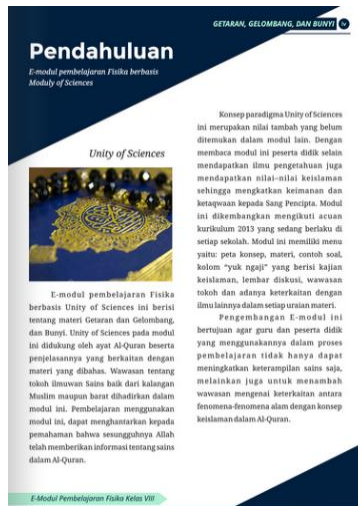 GETARAN, GELOMBANG, DAN BUNYI iv
Pendahuluan
E-modul pembelajaran Fisika berbasis
Moduly of Sciences
Unity of Sciences
E-modul pembelajaran Fisika
berbasis Unity of Sciences ini berisi
tentang materi Getaran dan Gelombang,
dan Bunyi. Unity of Sciences pada modul
ini didukung oleh ayat Al-Quran beserta
penjelasannya yang berkaitan dengan
materi yang dibahas. Wawasan tentang
tokoh ilmuwan Sains baik dari kalangan
Muslim maupun barat dihadirkan dalam
modul ini. Pembelajaran menggunakan
modul ini, dapat menghantarkan kepada
pemahaman bahwa sesungguhnya Allah
telah memberikan informasi tentang sains
dalam Al-Quran.
Konsep paradigma Unity of Sciences
ini merupakan nilai tambah yang belum
ditemukan dalam modul lain. Dengan
membaca modul ini peserta didik selain
mendapatkan ilmu pengetahuan juga
mendapatkan nilai–nilai keislaman
sehingga mengkatkan keimanan dan
ketaqwaan kepada Sang Pencipta. Modul
ini dikembangkan mengikuti acuan
kurikulum 2013 yang sedang berlaku di
setiap sekolah. Modul ini memiliki menu
yaitu: peta konsep, materi, contoh soal,
kolom “yuk ngaji” yang berisi kajian
keislaman, lembar diskusi, wawasan
tokoh dan adanya keterkaitan dengan
ilmu lainnya dalam setiap uraian materi.
Pengembangan E-modul ini
bertujuan agar guru dan peserta didik
yang menggunakannya dalam proses
pembelajaran tidak hanya dapat
meningkatkan keterampilan sains saja,
melainkan juga untuk menambah
wawasan mengenai keterkaitan antara
fenomena-fenomena alam dengan konsep
keislaman dalam Al-Quran.
E-Modul Pembelajaran Fisika Kelas VIII